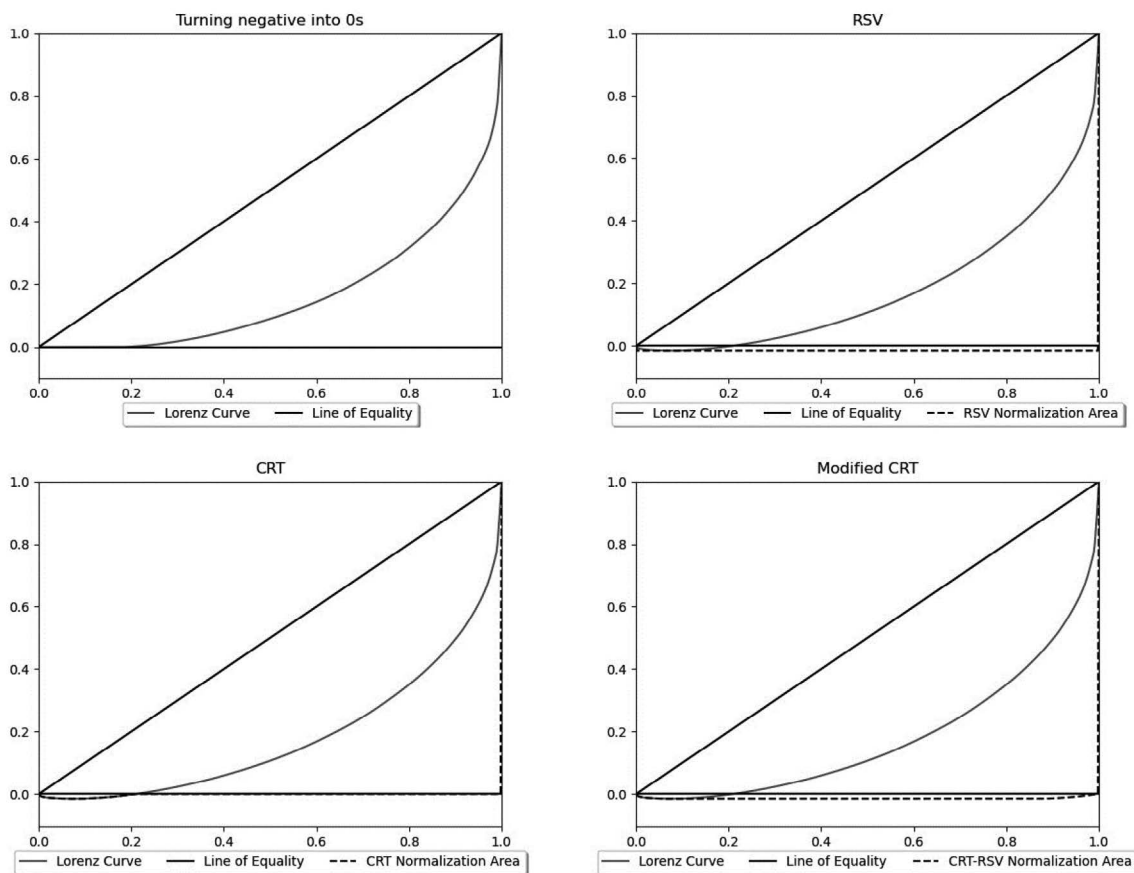 Turning negative into 0s
1.0
0.8
0.6
0.4
0.2
0.0
0.0 0.2 0.4 0.6 0.8 1.0
Lorenz Curve Line of Equality
RSV
1.0
0.8
0.6
0.4
0.2
0.0
0.0 0.2 0.4 0.6 0.8 1.0
Lorenz Curve Line of Equality RSV Normalization Area
CRT
1.0
0.8
0.6
0.4
0.2
0.0
0.0 0.2 0.4 0.6 0.8 1.0
Lorenz Curve Line of Equality CRT Normalization Area
Modified CRT
1.0
0.8
0.6
0.4
0.2
0.0
0.0 0.2 0.4 0.6 0.8 1.0
Lorenz Curve Line of Equality CRT-RSV Normalization Area